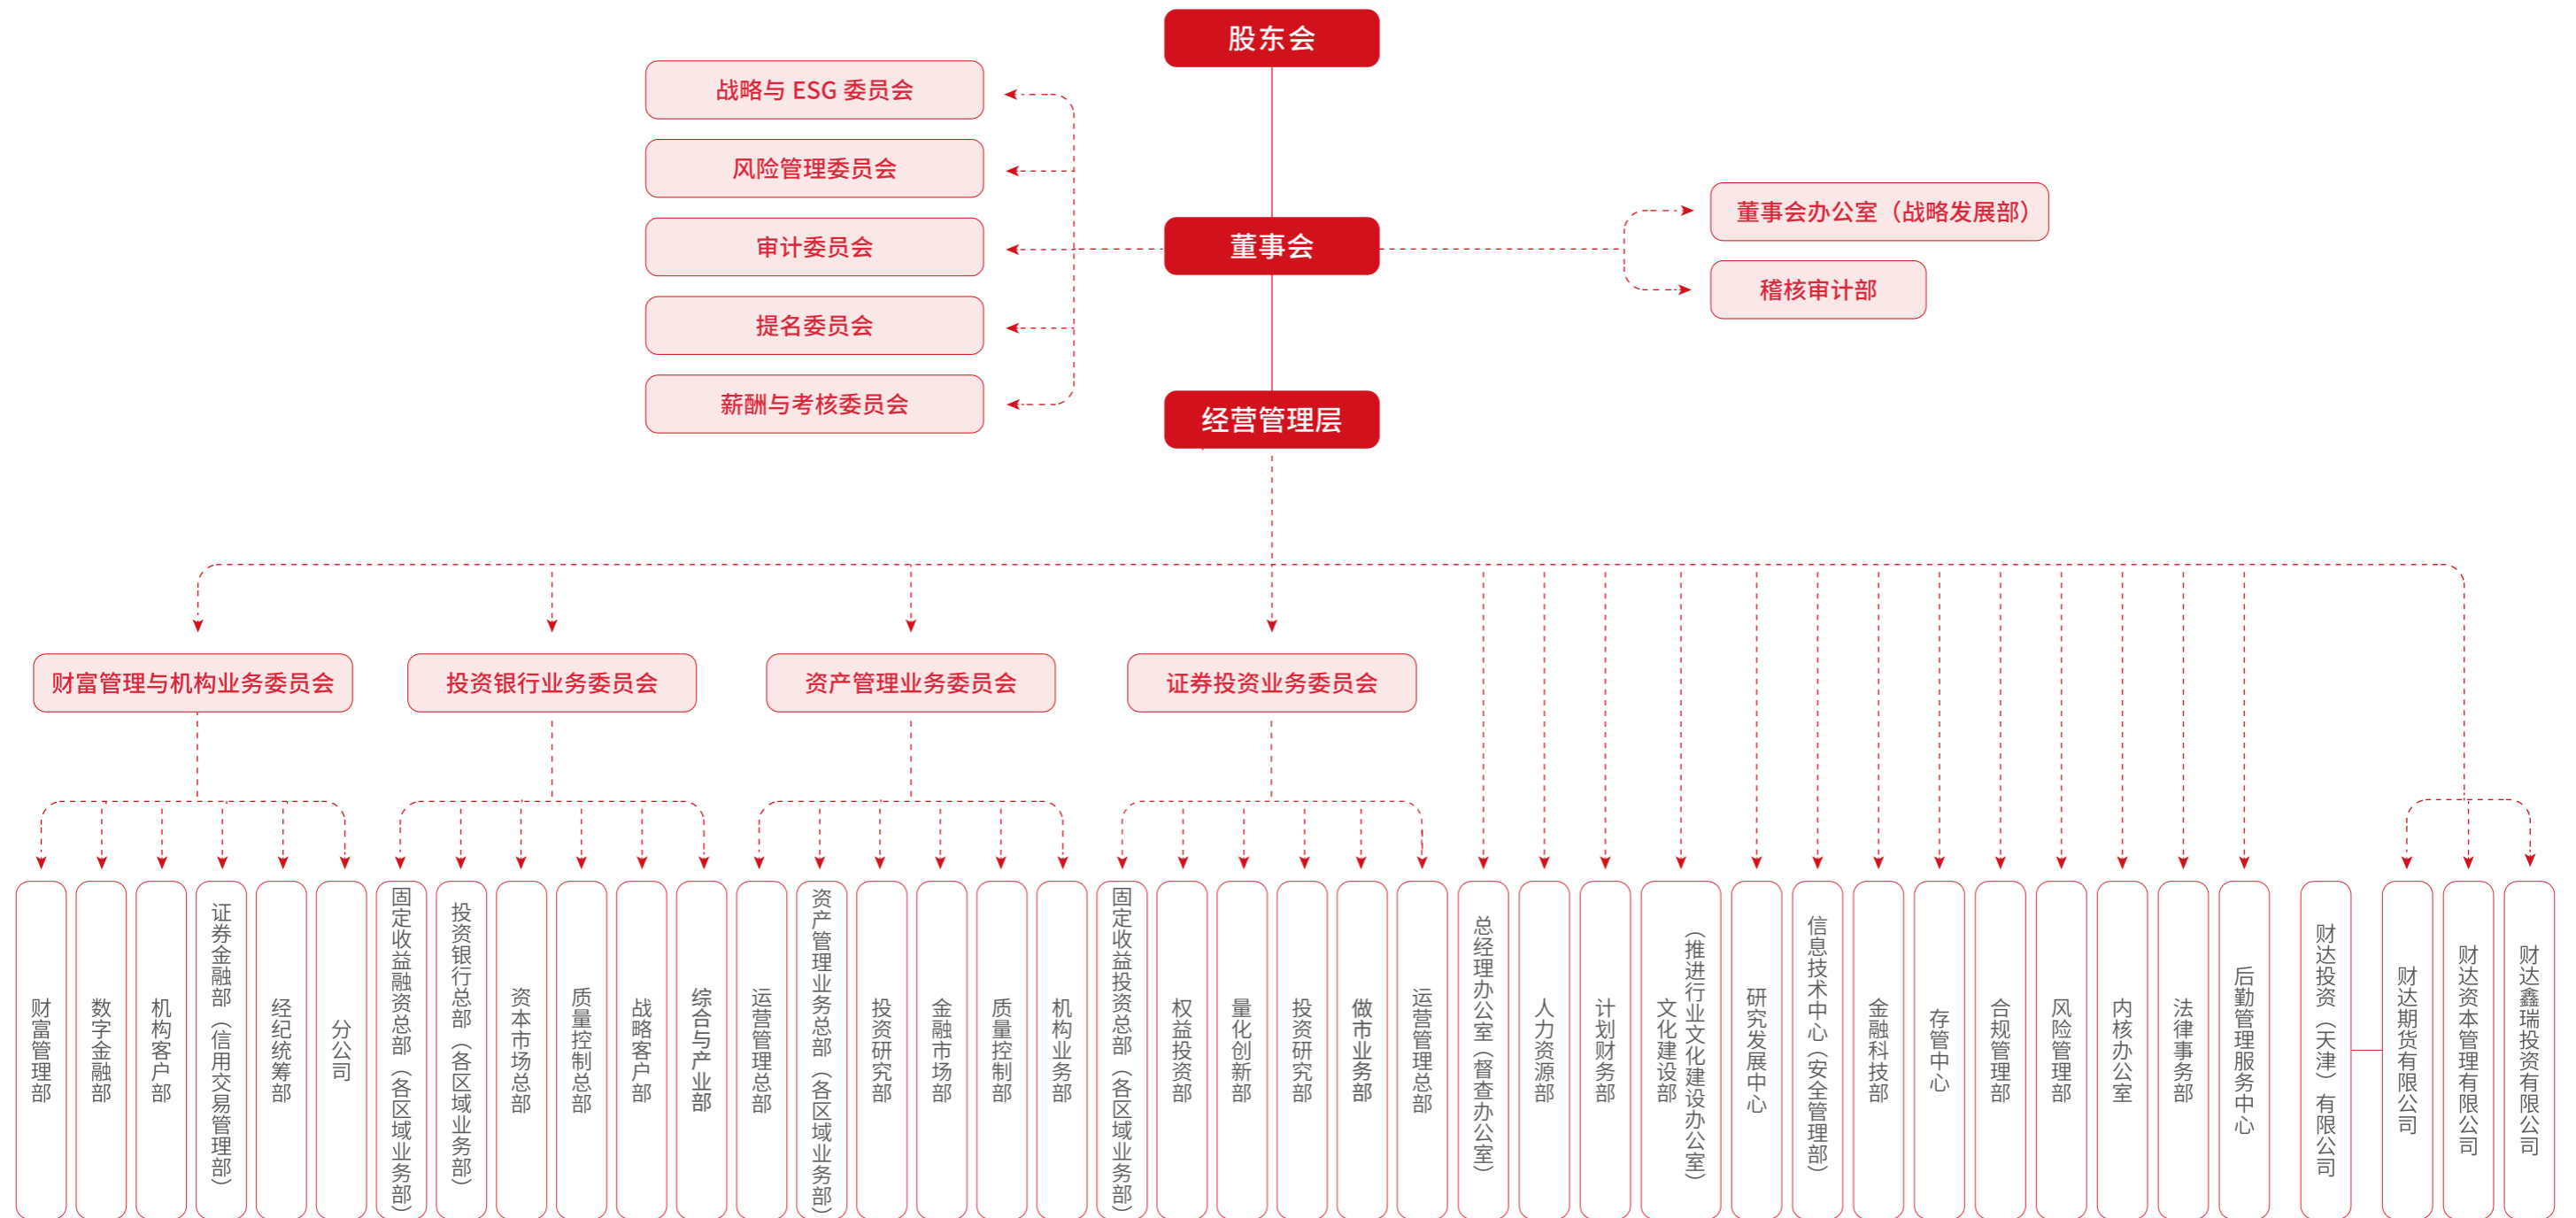 股东会
战略与 ESG 委员会
风险管理委员会
审计委员会
提名委员会
薪酬与考核委员会
董事会
董事会办公室（战略发展部）
稽核审计部
经营管理层
财富管理与机构业务委员会
投资银行业务委员会
资产管理业务委员会
证券投资业务委员会
财富管理部
数字金融部
机构客户部
证券金融部（信用交易管理部）
经纪统筹部
分公司
固定收益融资总部（各区域业务部）
投资银行总部（各区域业务部）
资本市场总部
质量控制总部
战略客户部
综合与产业部
运营管理总部
资产管理业务总部（各区域业务部）
投资研究部
金融市场部
质量控制部
机构业务部
固定收益投资总部（各区域业务部）
权益投资部
量化创新部
投资研究部
做市业务部
运营管理总部
总经理办公室（督查办公室）
人力资源部
计划财务部
文化建设部
（推进行业文化建设办公室）
研究发展中心
信息技术中心（安全管理部）
金融科技部
存管中心
合规管理部
风险管理部
内核办公室
法律事务部
后勤管理服务中心
财达投资（天津）有限公司
财达期货有限公司
财达资本管理有限公司
财达鑫瑞投资有限公司